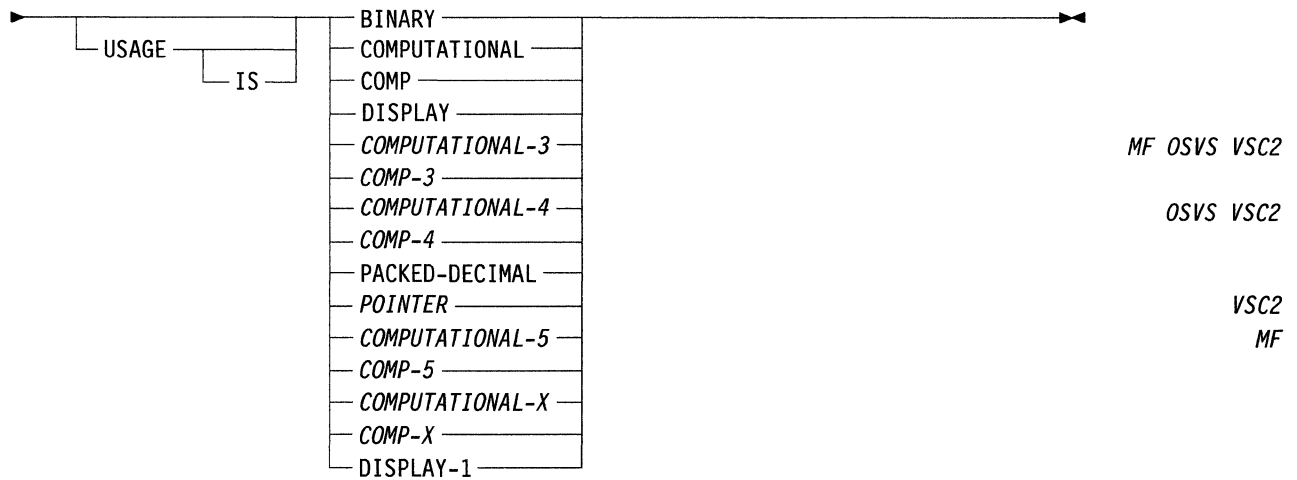 BINARY
USAGE COMPUTATIONAL
IS COMP
DISPLAY
COMPUTATIONAL-3 MF OSVS VSC2
COMP-3
COMPUTATIONAL-4 OSVS VSC2
COMP-4
PACKED-DECIMAL
POINTER VSC2
COMPUTATIONAL-5 MF
COMP-5
COMPUTATIONAL-X
COMP-X
DISPLAY-1